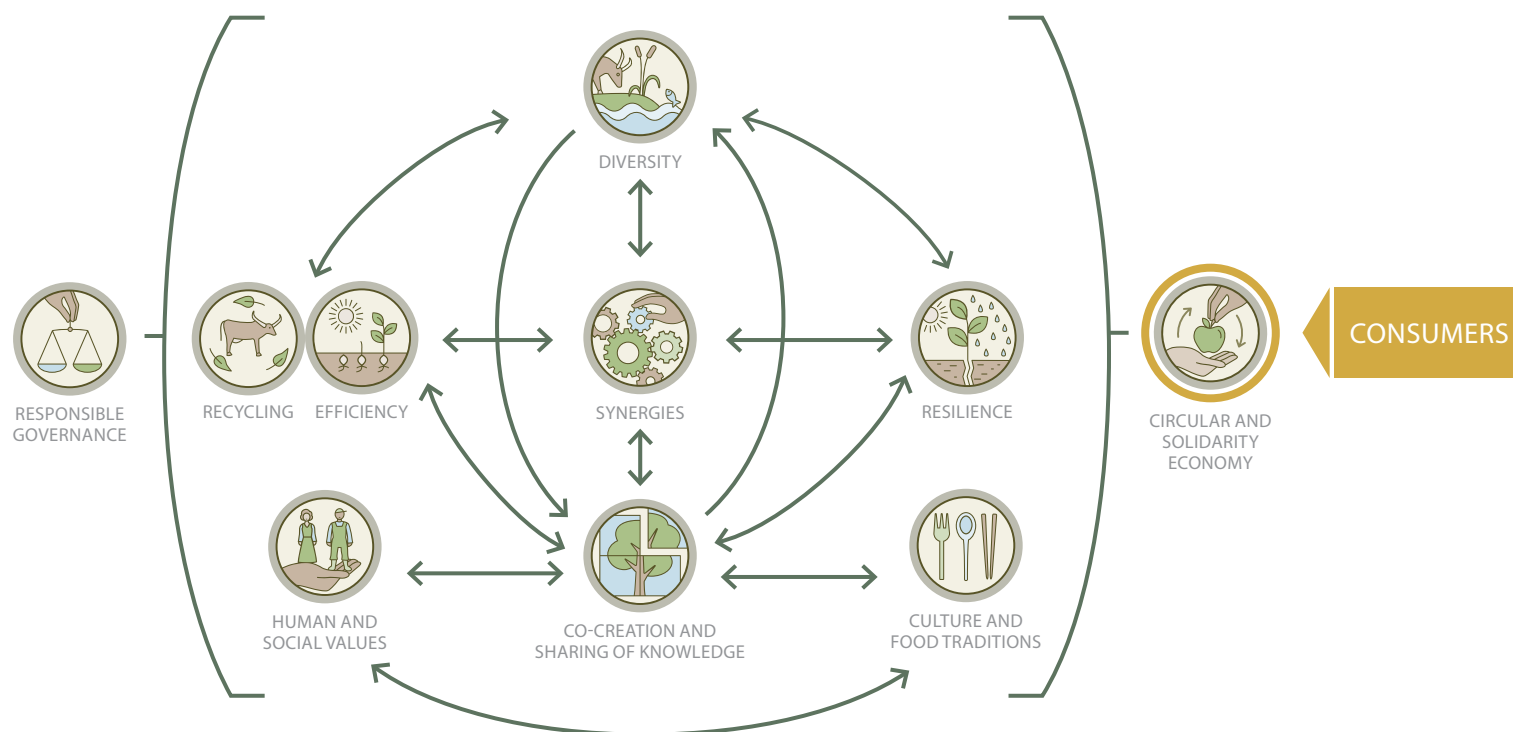 DIVERSITY
RESPONSIBLE
GOVERNANCE
RECYCLING
EFFICIENCY
SYNERGIES
RESILIENCE
CIRCULAR AND
SOLIDARITY
ECONOMY
CONSUMERS
HUMAN AND
SOCIAL VALUES
CO-CREATION AND
SHARING OF KNOWLEDGE
CULTURE AND
FOOD TRADITIONS